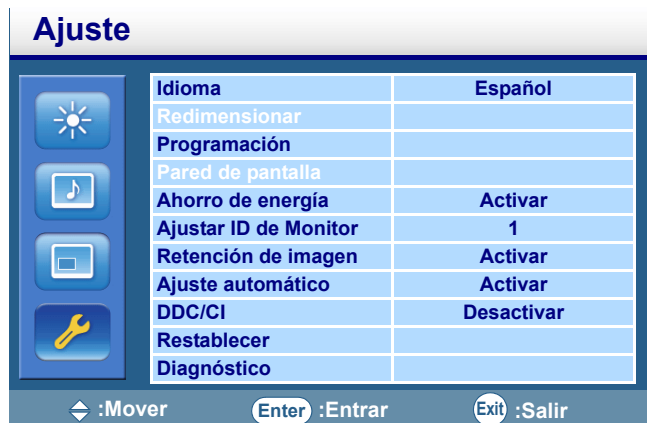 Ajuste
Idioma Español
Redimensionar
Programación
Pared de pantalla
Ahorro de energía Activar
Ajustar ID de Monitor 1
Retención de imagen Activar
Ajuste automático Activar
DDC/CI Desactivar
Restablecer
Diagnóstico
:Mover Enter :Entrar Exit :Salir